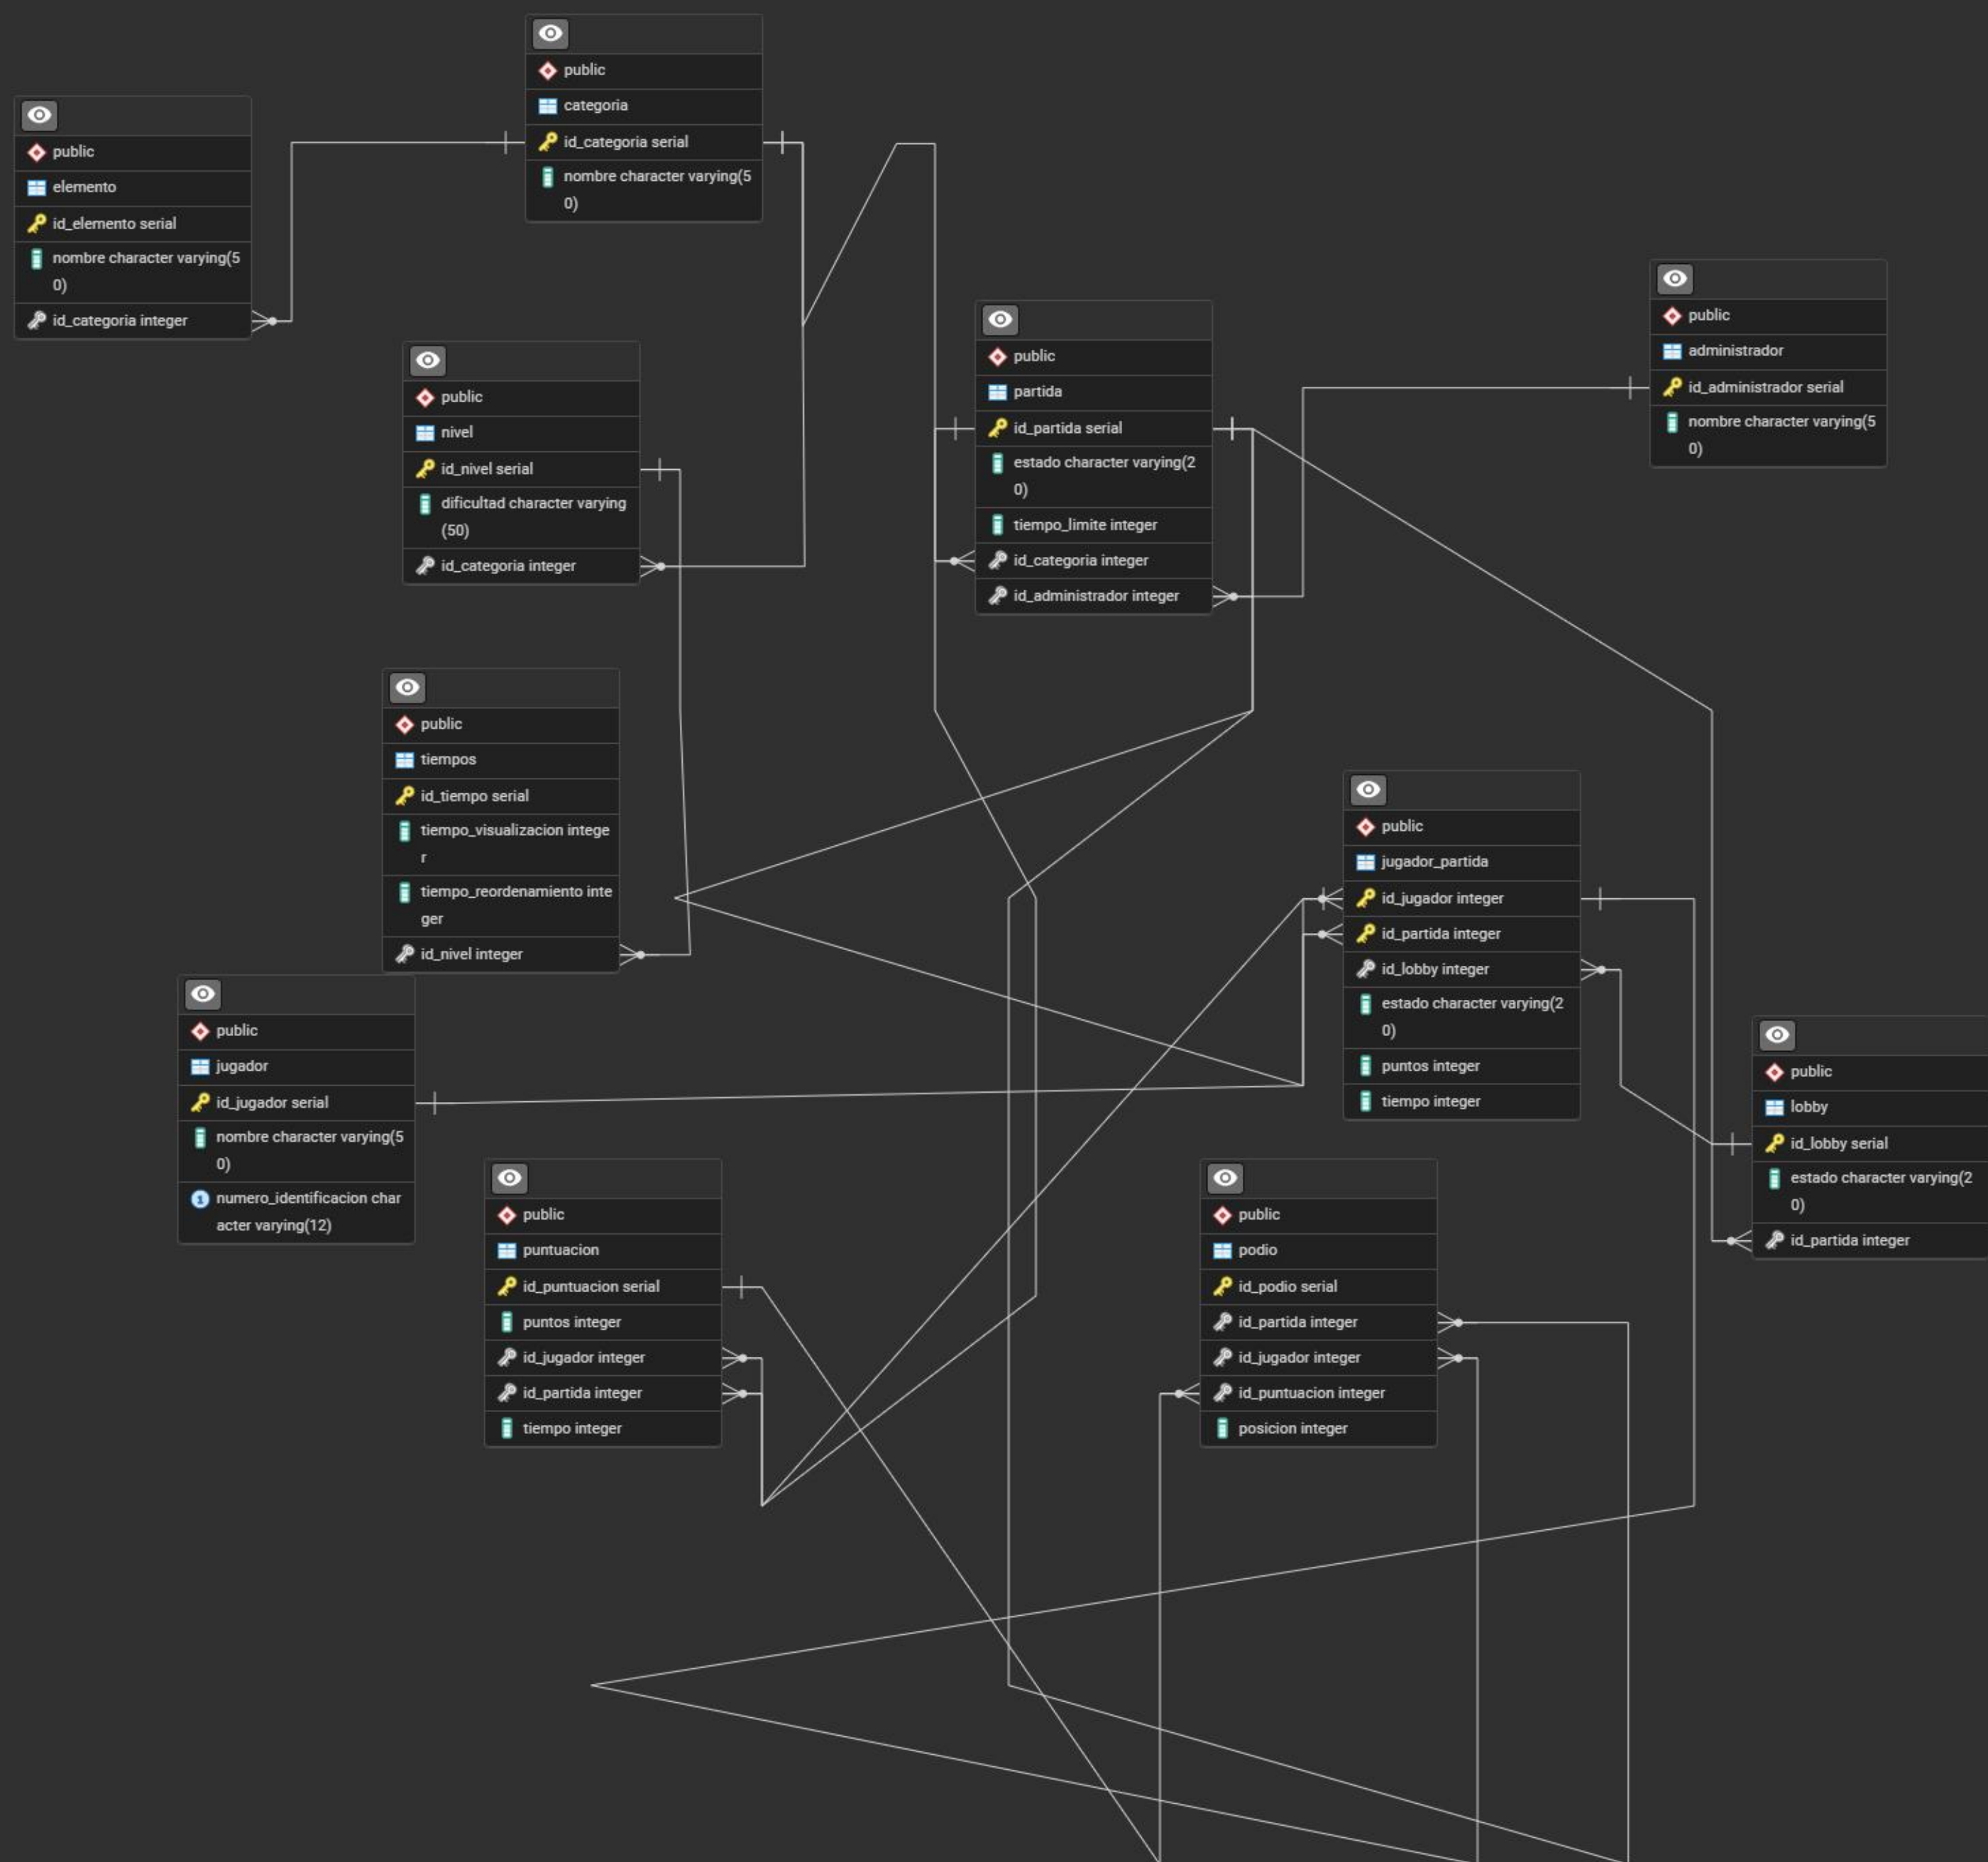 public
categoria
id_categoria serial
nombre character varying(5
0)
public
elemento
id_elemento serial
nombre character varying(5
0)
id_categoria integer
public
administrador
id_administrador serial
nombre character varying(5
0)
public
partida
id_partida serial
estado character varying(2
0)
tiempo_limite integer
id_categoria integer
id_administrador integer
public
nivel
id_nivel serial
dificultad character varying
(50)
id_categoria integer
public
tiempos
id_tiempo serial
tiempo_visualizacion intege
r
tiempo_reordenamiento inte
ger
id_nivel integer
public
jugador_partida
id_jugador integer
id_partida integer
id_lobby integer
estado character varying(2
0)
puntos integer
tiempo integer
public
jugador
id_jugador serial
nombre character varying(5
0)
1 numero_identificacion char
acter varying(12)
public
lobby
id_lobby serial
estado character varying(2
0)
id_partida integer
public
puntuacion
id_puntuacion serial
puntos integer
id_jugador integer
id_partida integer
tiempo integer
public
podio
id_podio serial
id_partida integer
id_jugador integer
id_puntuacion integer
posicion integer